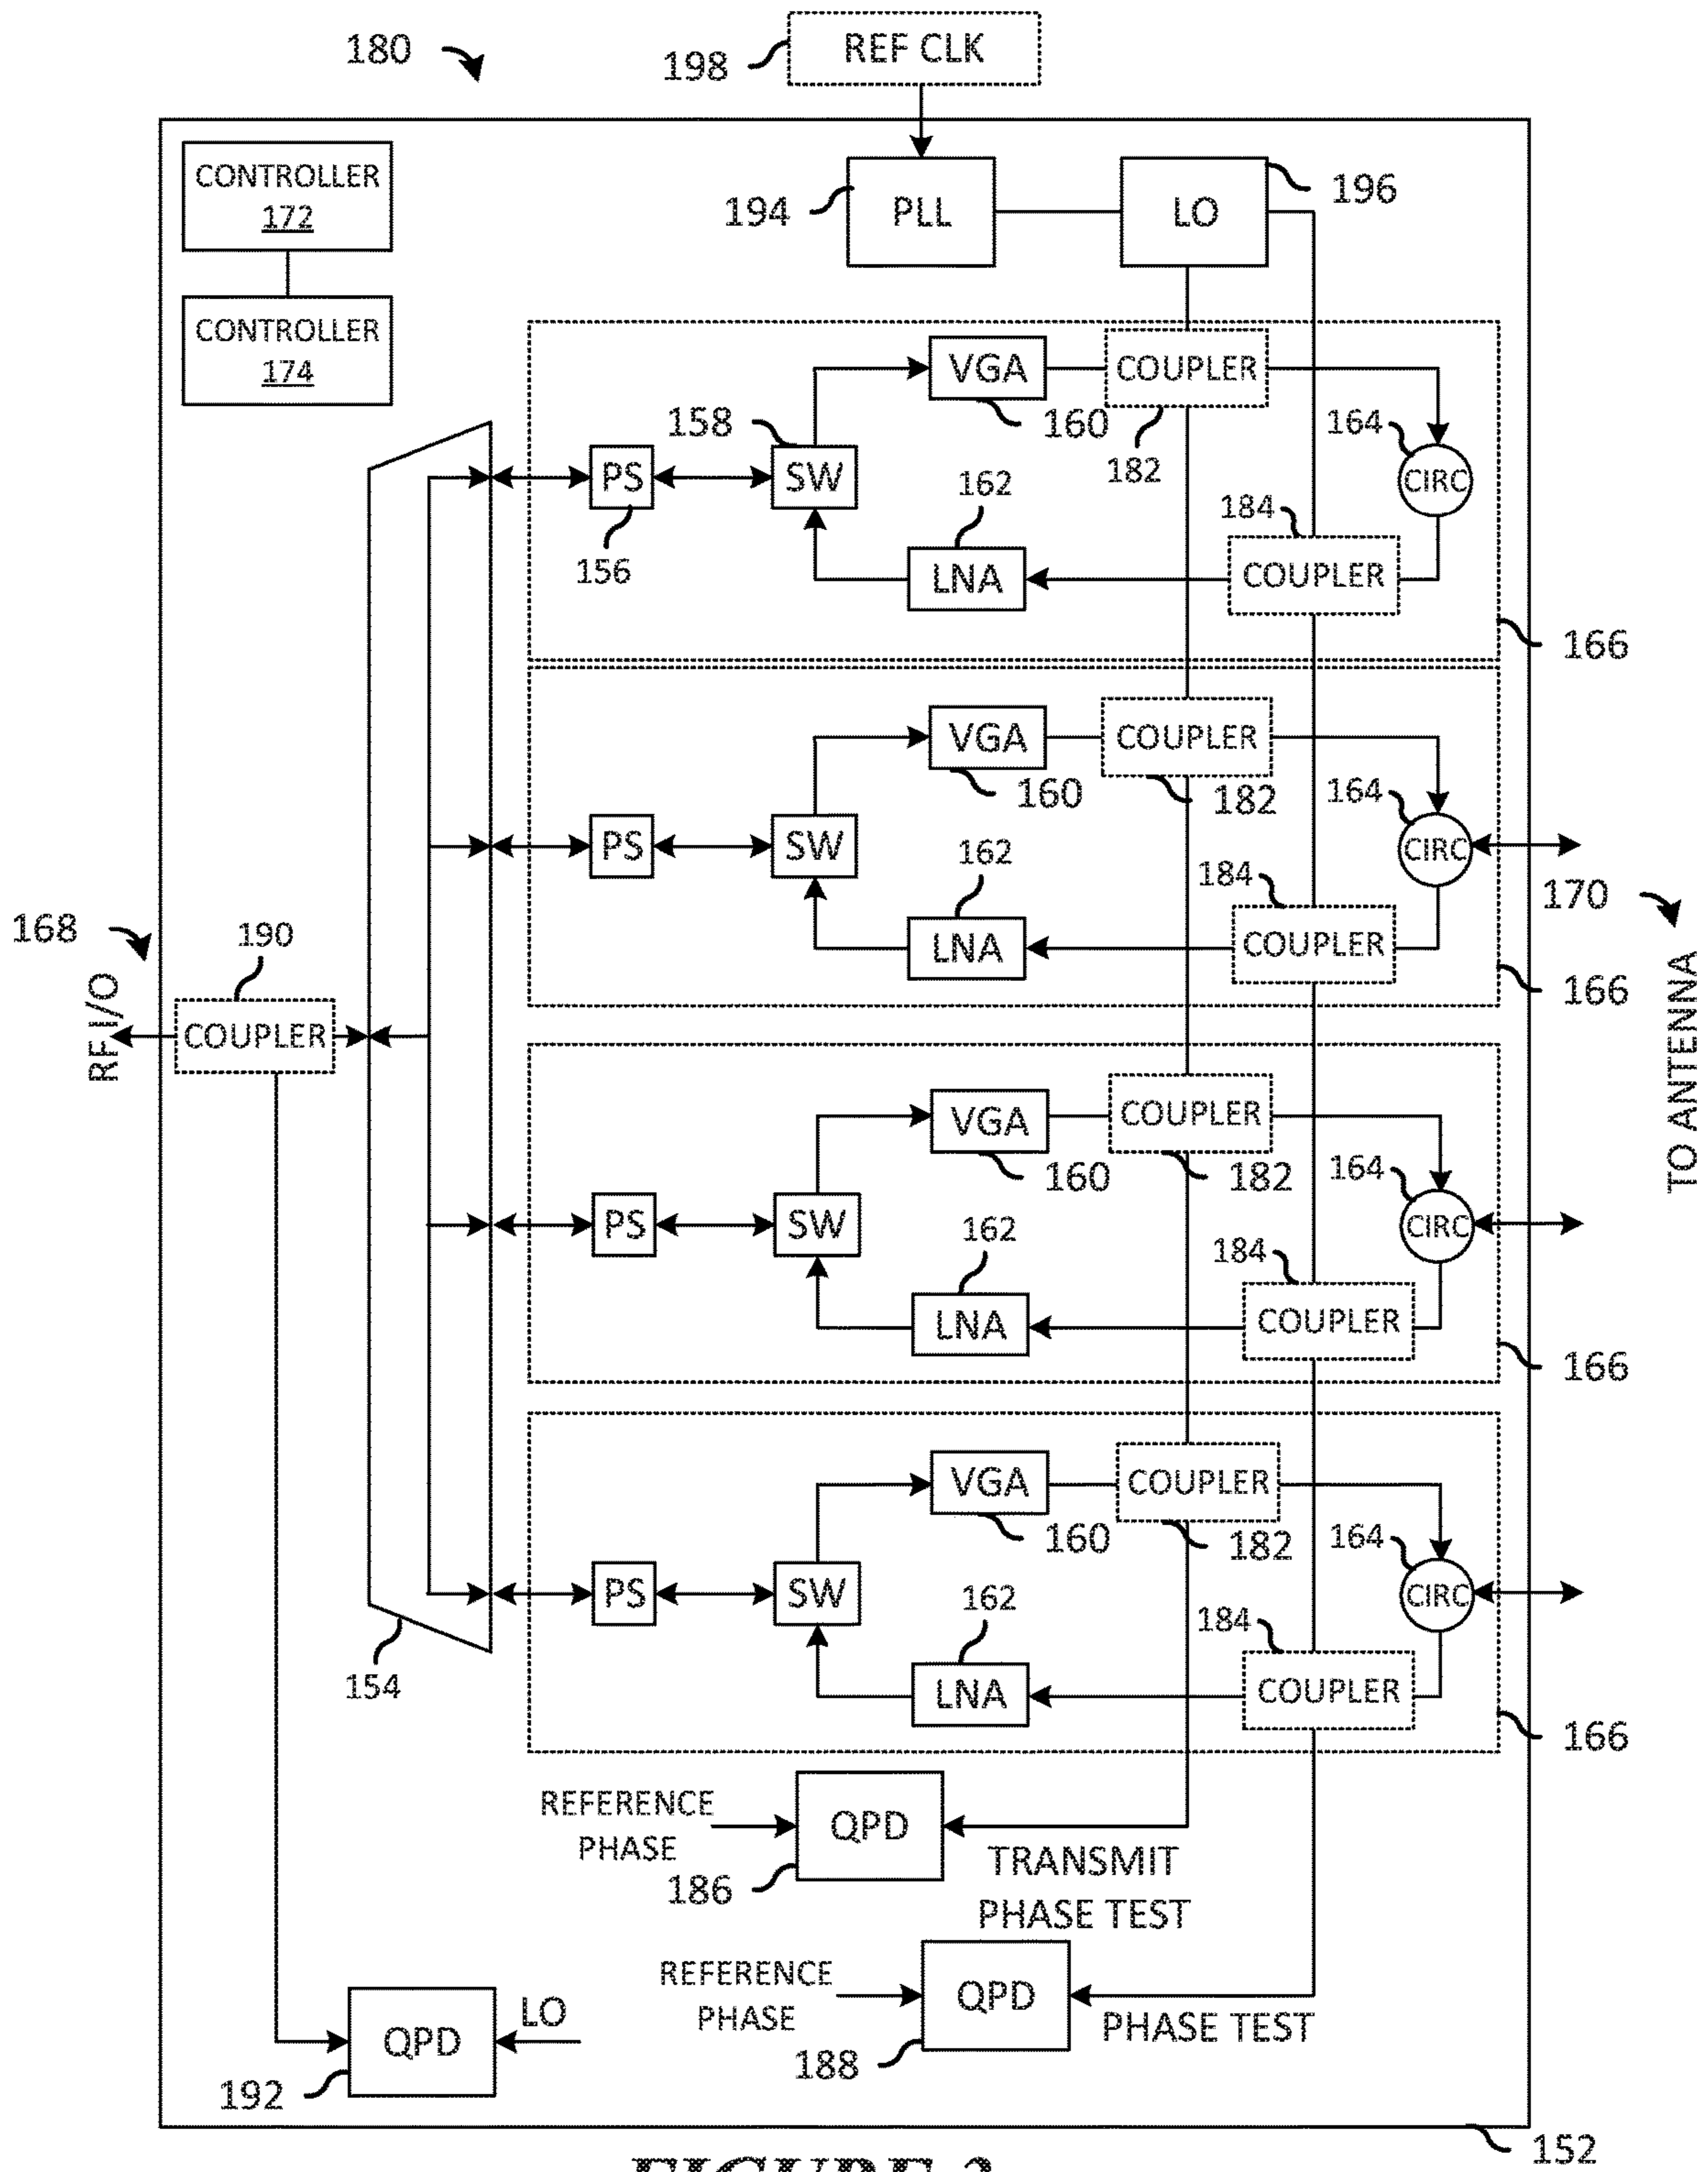 180
198
REF CLK
CONTROLLER
172
194
PLL
LO
196
CONTROLLER
174
VGA
COUPLER
158
160
182
164
PS
SW
162
CIRC
156
184
LNA
COUPLER
166
VGA
COUPLER
160
182
164
PS
SW
162
CIRC
184
170
168
190
LNA
COUPLER
166
RF I/O
COUPLER
TO ANTENNA
VGA
COUPLER
160
182
164
PS
SW
162
CIRC
184
LNA
COUPLER
166
VGA
COUPLER
160
182
164
PS
SW
162
CIRC
184
154
LNA
COUPLER
166
REFERENCE
PHASE
QPD
186
TRANSMIT
PHASE TEST
REFERENCE
PHASE
QPD
188
PHASE TEST
QPD
LO
192
152